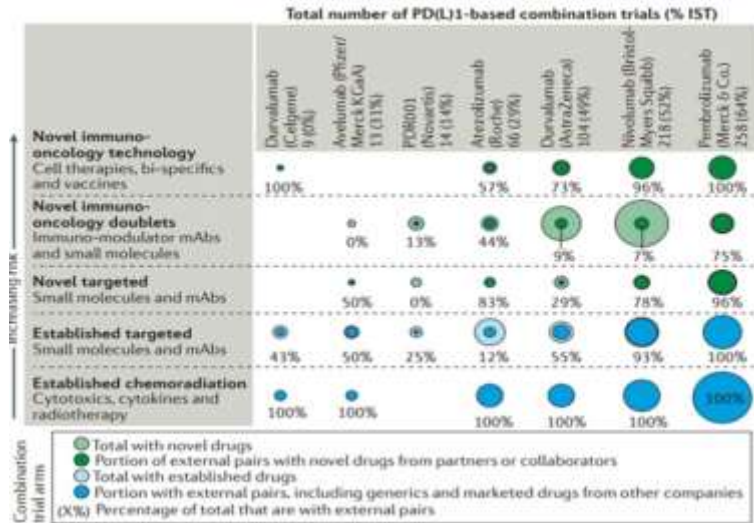 Total number of PD(L)1-based combination trials (% IST)
Durvalumab
(Celgene)
9 (0%)
Avelumab (Pfizer/
Merck KGaA)
13 (31%)
PDR001
(Novartis)
14 (14%)
Atezolizumab
(Roche)
66 (29%)
Durvalumab
(AstraZeneca)
104 (49%)
Nivolumab (Bristol-
Myers Squibb)
218 (52%)
Pembrolizumab
(Merck & Co.)
258 (64%)
Increasing risk
Novel immuno-
oncology technology
Cell therapies, bi-specifics
and vaccines
100% 57% 73% 96% 100%
Novel immuno-
oncology doublets
Immuno-modulator mAbs
and small molecules
0% 13% 44% 9% 7% 75%
Novel targeted
Small molecules and mAbs
50% 0% 83% 29% 78% 96%
Established targeted
Small molecules and mAbs
43% 50% 25% 12% 55% 93% 100%
Established chemoradiation
Cytotoxics, cytokines and
radiotherapy
100% 100% 100% 100% 100% 100%
Combination
trial arms
Total with novel drugs
Portion of external pairs with novel drugs from partners or collaborators
Total with established drugs
Portion with external pairs, including generics and marketed drugs from other companies
(X%) Percentage of total that are with external pairs